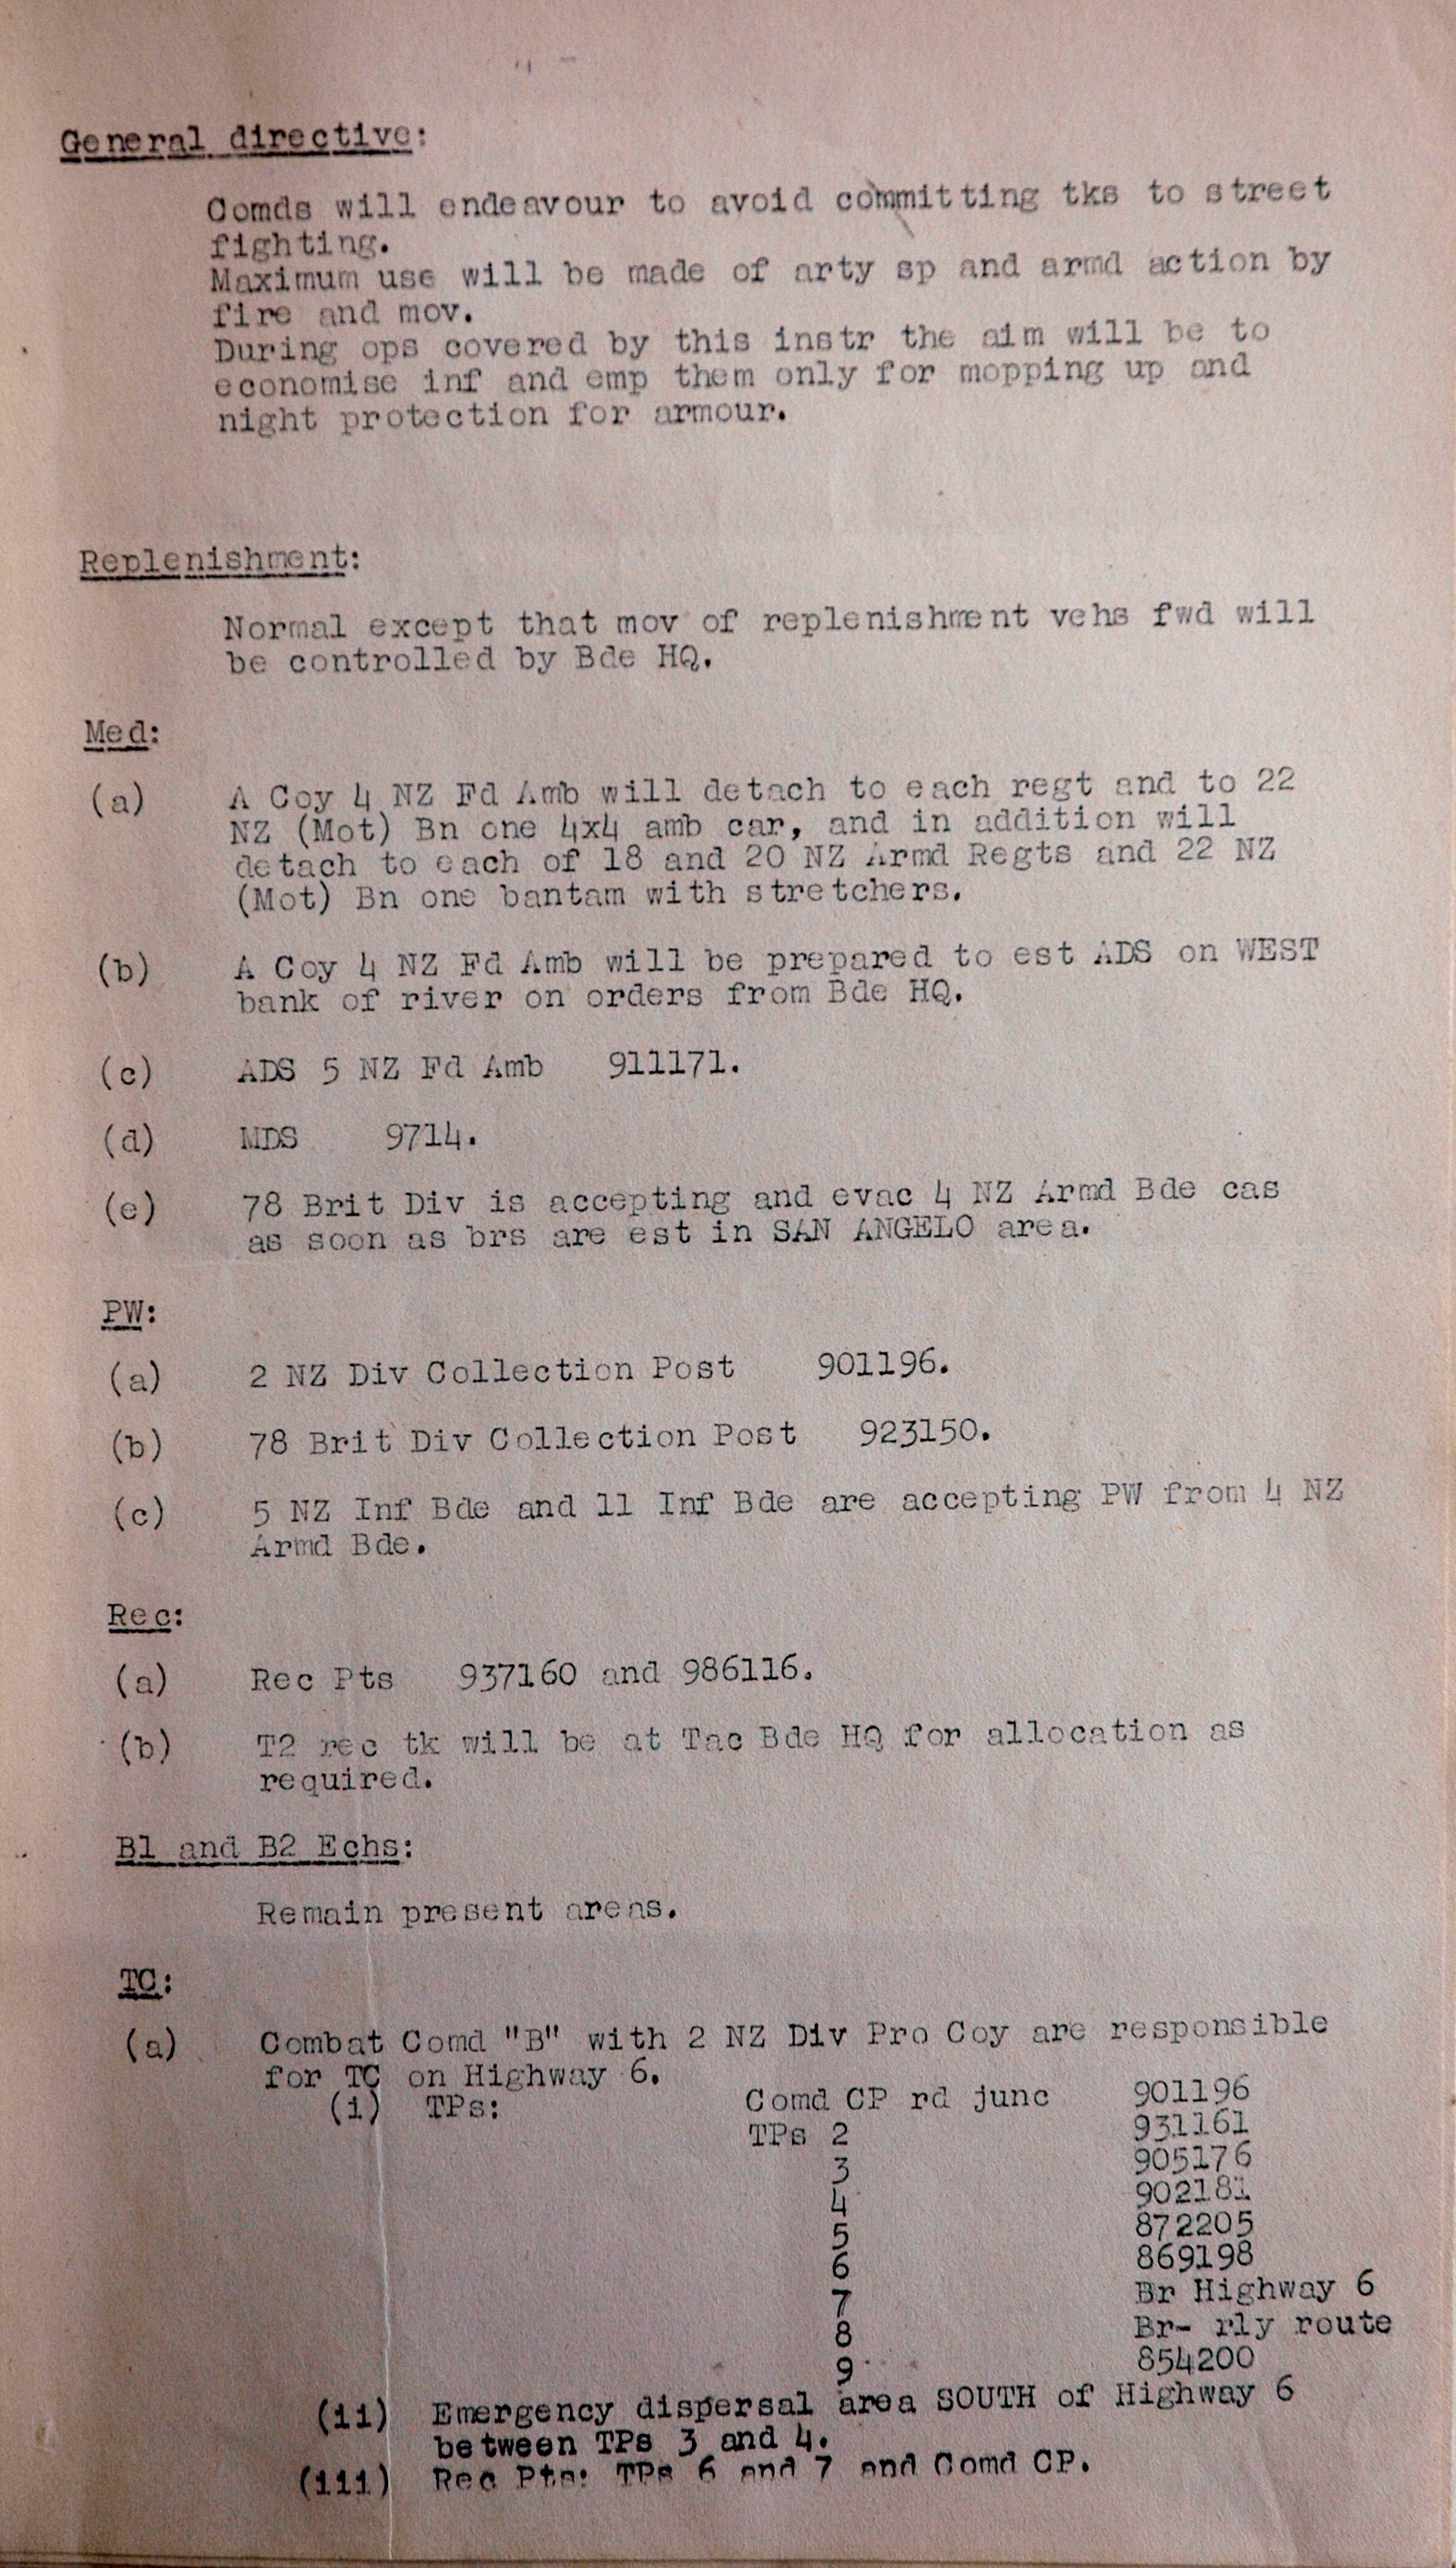 General directive:
Comds will endeavour to avoid committing tks to street
fighting.
Maximum use will be made of arty sp and armd action by
fire and mov.
During ops covered by this instr the aim will be to
economise inf and emp them only for mopping up and
night protection for armour.
Replenishment:
Normal except that mov of replenishment vehs fwd will
be controlled by Bde HQ.
Med:
(a) A Coy 4 NZ Fd Amb will detach to each regt and to 22
NZ (Mot) Bn one 4x4 amb car, and in addition will
detach to each of 18 and 20 NZ Armd Regts and 22 NZ
(Mot) Bn one bantam with stretchers.
(b) A Coy 4 NZ Fd Amb will be prepared to est ADS on WEST
bank of river on orders from Bde HQ.
(c) ADS 5 NZ Fd Amb 911171.
(d) MDS 9714.
(e) 78 Brit Div is accepting and evac 4 NZ Armd Bde cas
as soon as brs are est in SAN ANGELO area.
PW:
(a) 2 NZ Div Collection Post 901196.
(b) 78 Brit Div Collection Post 923150.
(c) 5 NZ Inf Bde and 11 Inf Bde are accepting PW from 4 NZ
Armd Bde.
Rec:
(a) Rec Pts 937160 and 986116.
(b) T2 rec tk will be at Tac Bde HQ for allocation as
required.
B1 and B2 Echs:
Remain present areas.
TC:
(a) Combat Comd "B" with 2 NZ Div Pro Coy are responsible
for TC on Highway 6.
(i) TPs: Comd CP rd junc 901196
TPs 2 931161
3 905176
4 902181
5 872205
6 869198
7 Br Highway 6
8 Br- rly route
9 854200
(ii) Emergency dispersal area SOUTH of Highway 6
between TPs 3 and 4.
(iii) Rec Pts: TPs 6 and 7 and Comd CP.